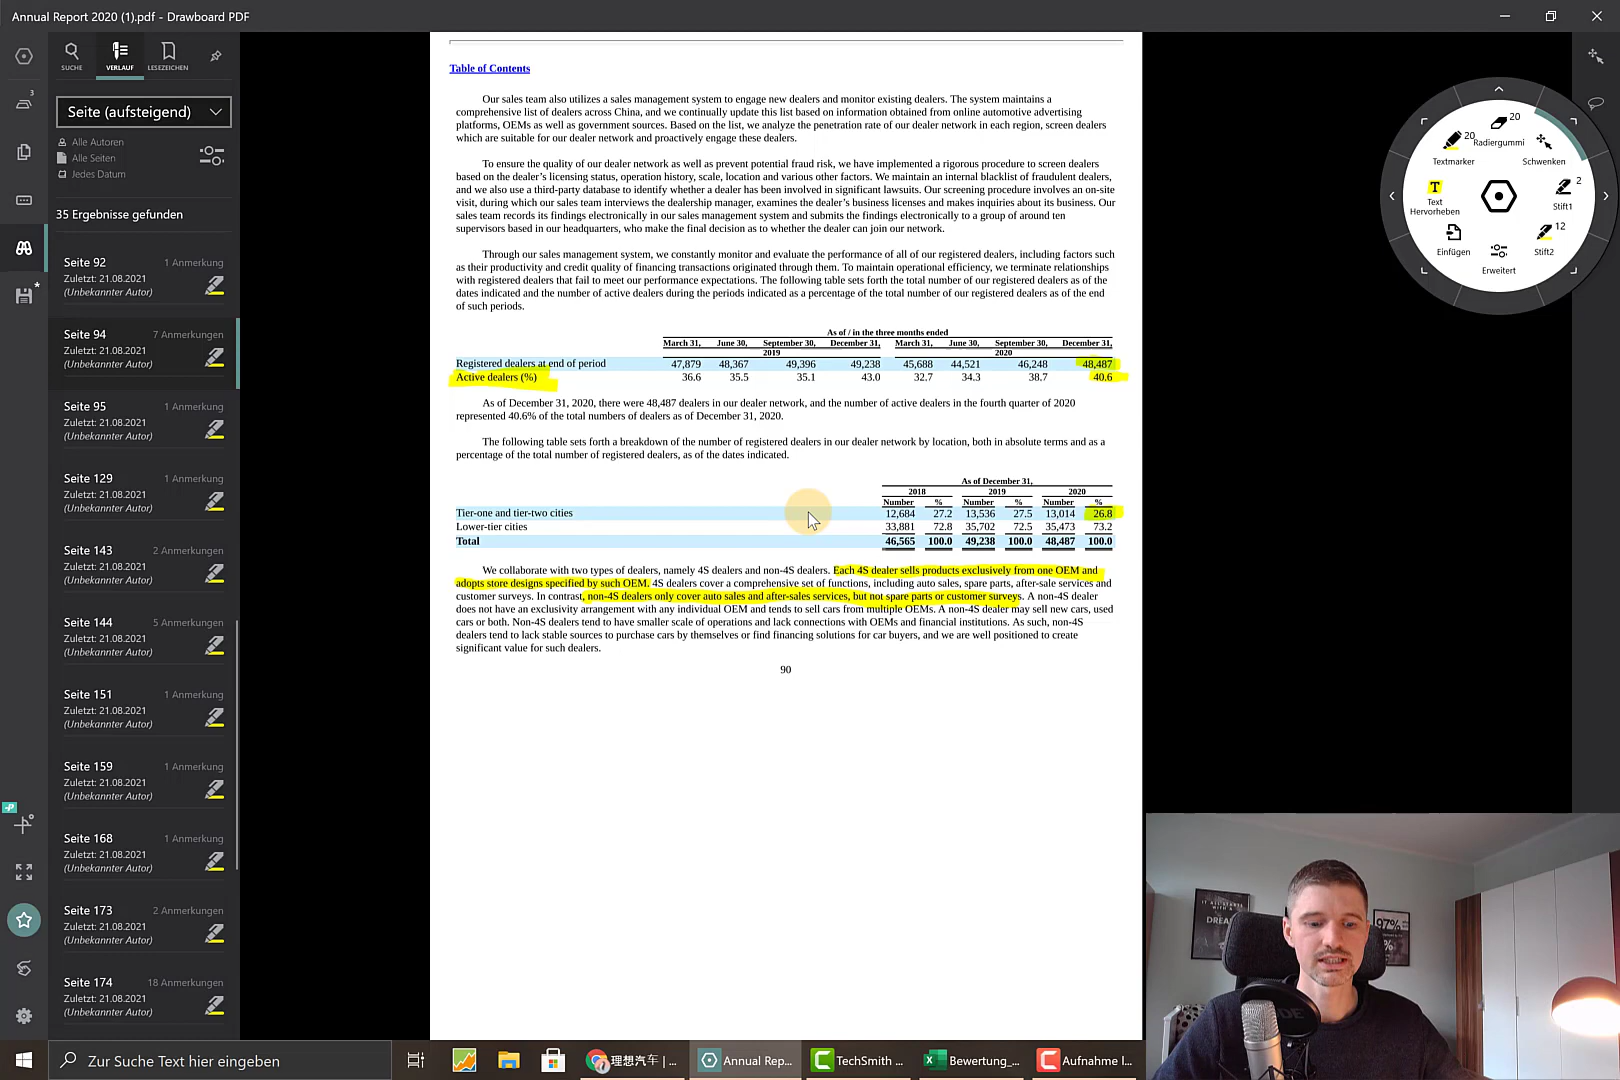 Annual Report 2020 (1).pdf - Drawboard PDF
SUCHE
VERLAUF
LESEZEICHEN
3
Seite (aufsteigend)
Alle Autoren
Alle Seiten
Jedes Datum
35 Ergebnisse gefunden
Seite 92 1 Anmerkung
Zuletzt: 21.08.2021
(Unbekannter Autor)
Seite 94 7 Anmerkungen
Zuletzt: 21.08.2021
(Unbekannter Autor)
Seite 95 1 Anmerkung
Zuletzt: 21.08.2021
(Unbekannter Autor)
Seite 129 1 Anmerkung
Zuletzt: 21.08.2021
(Unbekannter Autor)
Seite 143 2 Anmerkungen
Zuletzt: 21.08.2021
(Unbekannter Autor)
Seite 144 5 Anmerkungen
Zuletzt: 21.08.2021
(Unbekannter Autor)
Seite 151 1 Anmerkung
Zuletzt: 21.08.2021
(Unbekannter Autor)
Seite 159 1 Anmerkung
Zuletzt: 21.08.2021
(Unbekannter Autor)
Seite 168 1 Anmerkung
Zuletzt: 21.08.2021
(Unbekannter Autor)
Seite 173 2 Anmerkungen
Zuletzt: 21.08.2021
(Unbekannter Autor)
Seite 174 18 Anmerkungen
Zuletzt: 21.08.2021
(Unbekannter Autor)
Table of Contents
Our sales team also utilizes a sales management system to engage new dealers and monitor existing dealers. The system maintains a
comprehensive list of dealers across China, and we continually update this list based on information obtained from online automotive advertising
platforms, OEMs as well as government sources. Based on the list, we analyze the penetration rate of our dealer network in each region, screen dealers
which are suitable for our dealer network and proactively engage these dealers.
To ensure the quality of our dealer network as well as prevent potential fraud risk, we have implemented a rigorous procedure to screen dealers
based on the dealer's licensing status, operation history, scale, location and various other factors. We maintain an internal blacklist of fraudulent dealers,
and we also use a third-party database to identify whether a dealer has been involved in significant lawsuits. Our screening procedure involves an on-site
visit, during which our sales team interviews the dealership manager, examines the dealer's business licenses and makes inquiries about its business. Our
sales team records its findings electronically in our sales management system and submits the findings electronically to a group of around ten
supervisors based in our headquarters, who make the final decision as to whether the dealer can join our network.
Through our sales management system, we constantly monitor and evaluate the performance of all of our registered dealers, including factors such
as their productivity and credit quality of financing transactions originated through them. To maintain operational efficiency, we terminate relationships
with registered dealers that fail to meet our performance expectations. The following table sets forth the total number of our registered dealers as of the
dates indicated and the number of active dealers during the periods indicated as a percentage of the total number of our registered dealers as of the end
of such periods.
As of / in the three months ended
March 31, June 30, September 30, December 31, March 31, June 30, September 30, December 31,
2019 2020
Registered dealers at end of period 47,879 48,367 49,396 49,238 45,688 44,521 46,248 48,487
Active dealers (%) 36.6 35.5 35.1 43.0 32.7 34.3 38.7 40.6
As of December 31, 2020, there were 48,487 dealers in our dealer network, and the number of active dealers in the fourth quarter of 2020
represented 40.6% of the total numbers of dealers as of December 31, 2020.
The following table sets forth a breakdown of the number of registered dealers in our dealer network by location, both in absolute terms and as a
percentage of the total number of registered dealers, as of the dates indicated.
As of December 31,
2018 2019 2020
Number % Number % Number %
Tier-one and tier-two cities 12,684 27.2 13,536 27.5 13,014 26.8
Lower-tier cities 33,881 72.8 35,702 72.5 35,473 73.2
Total 46,565 100.0 49,238 100.0 48,487 100.0
We collaborate with two types of dealers, namely 4S dealers and non-4S dealers. Each 4S dealer sells products exclusively from one OEM and
adopts store designs specified by such OEM. 4S dealers cover a comprehensive set of functions, including auto sales, spare parts, after-sale services and
customer surveys. In contrast, non-4S dealers only cover auto sales and after-sales services, but not spare parts or customer surveys. A non-4S dealer
does not have an exclusivity arrangement with any individual OEM and tends to sell cars from multiple OEMs. A non-4S dealer may sell new cars, used
cars or both. Non-4S dealers tend to have smaller scale of operations and lack connections with OEMs and financial institutions. As such, non-4S
dealers tend to lack stable sources to purchase cars by themselves or find financing solutions for car buyers, and we are well positioned to create
significant value for such dealers.
90
20
Radiergummi
20
Textmarker
Schwenken
T
Text
Hervorheben
2
Stift1
Einfügen
12
Stift2
Erweitert
DREAM
97%
Zur Suche Text hier eingeben
理想汽车 | ...
Annual Rep...
TechSmith ...
Bewertung_...
Aufnahme l...